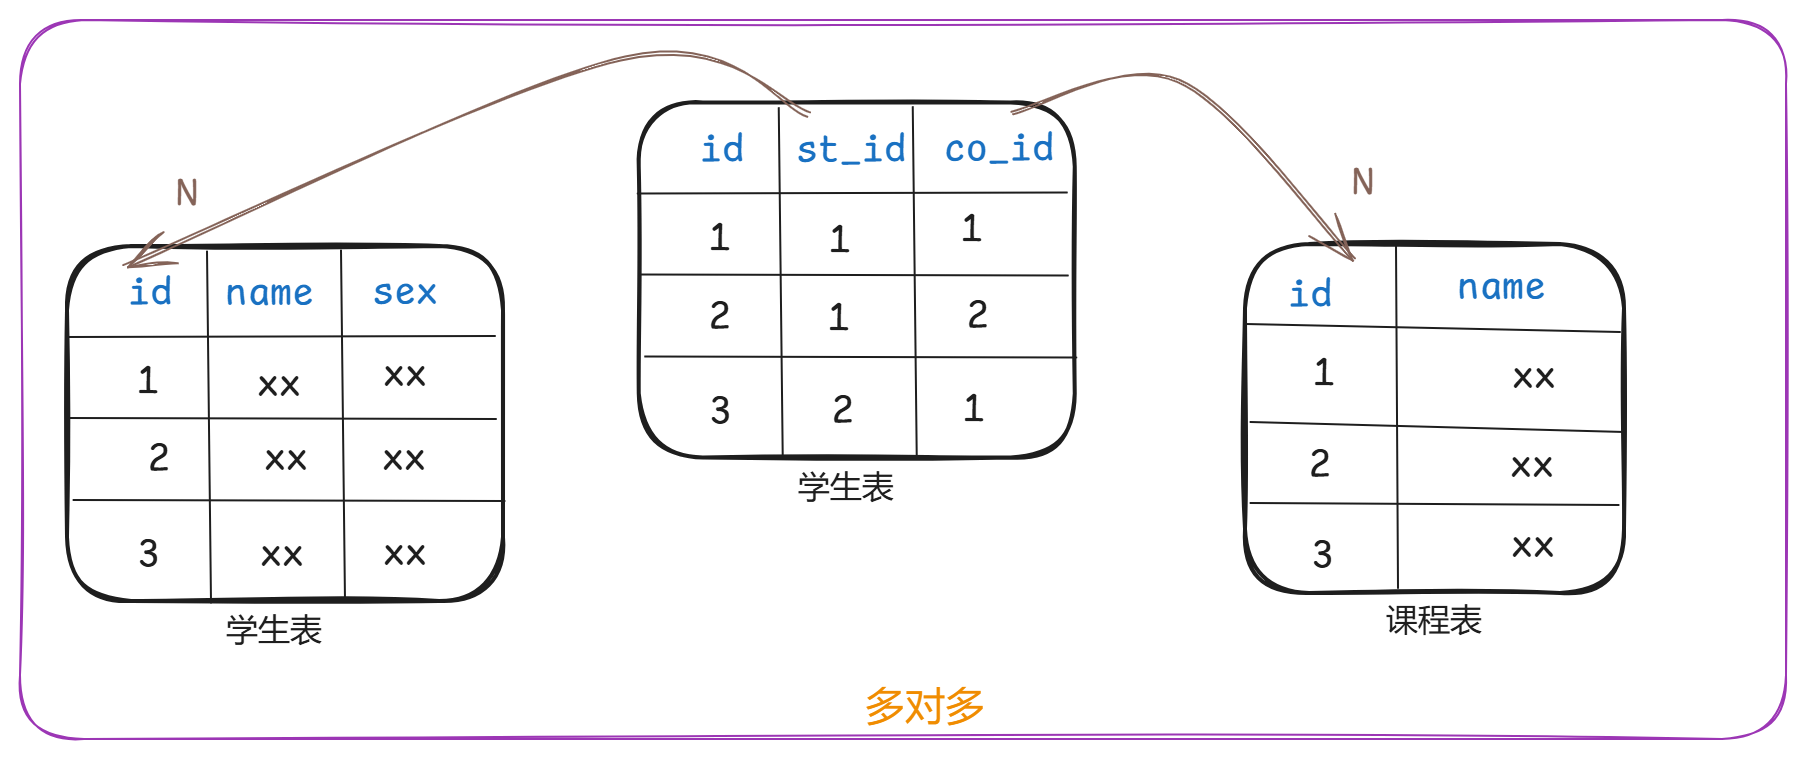 N
N
id st_id co_id
1 1 1
2 1 2
3 2 1
学生表
id name sex
1 xx xx
2 xx xx
3 xx xx
学生表
id name
1 xx
2 xx
3 xx
课程表
多对多